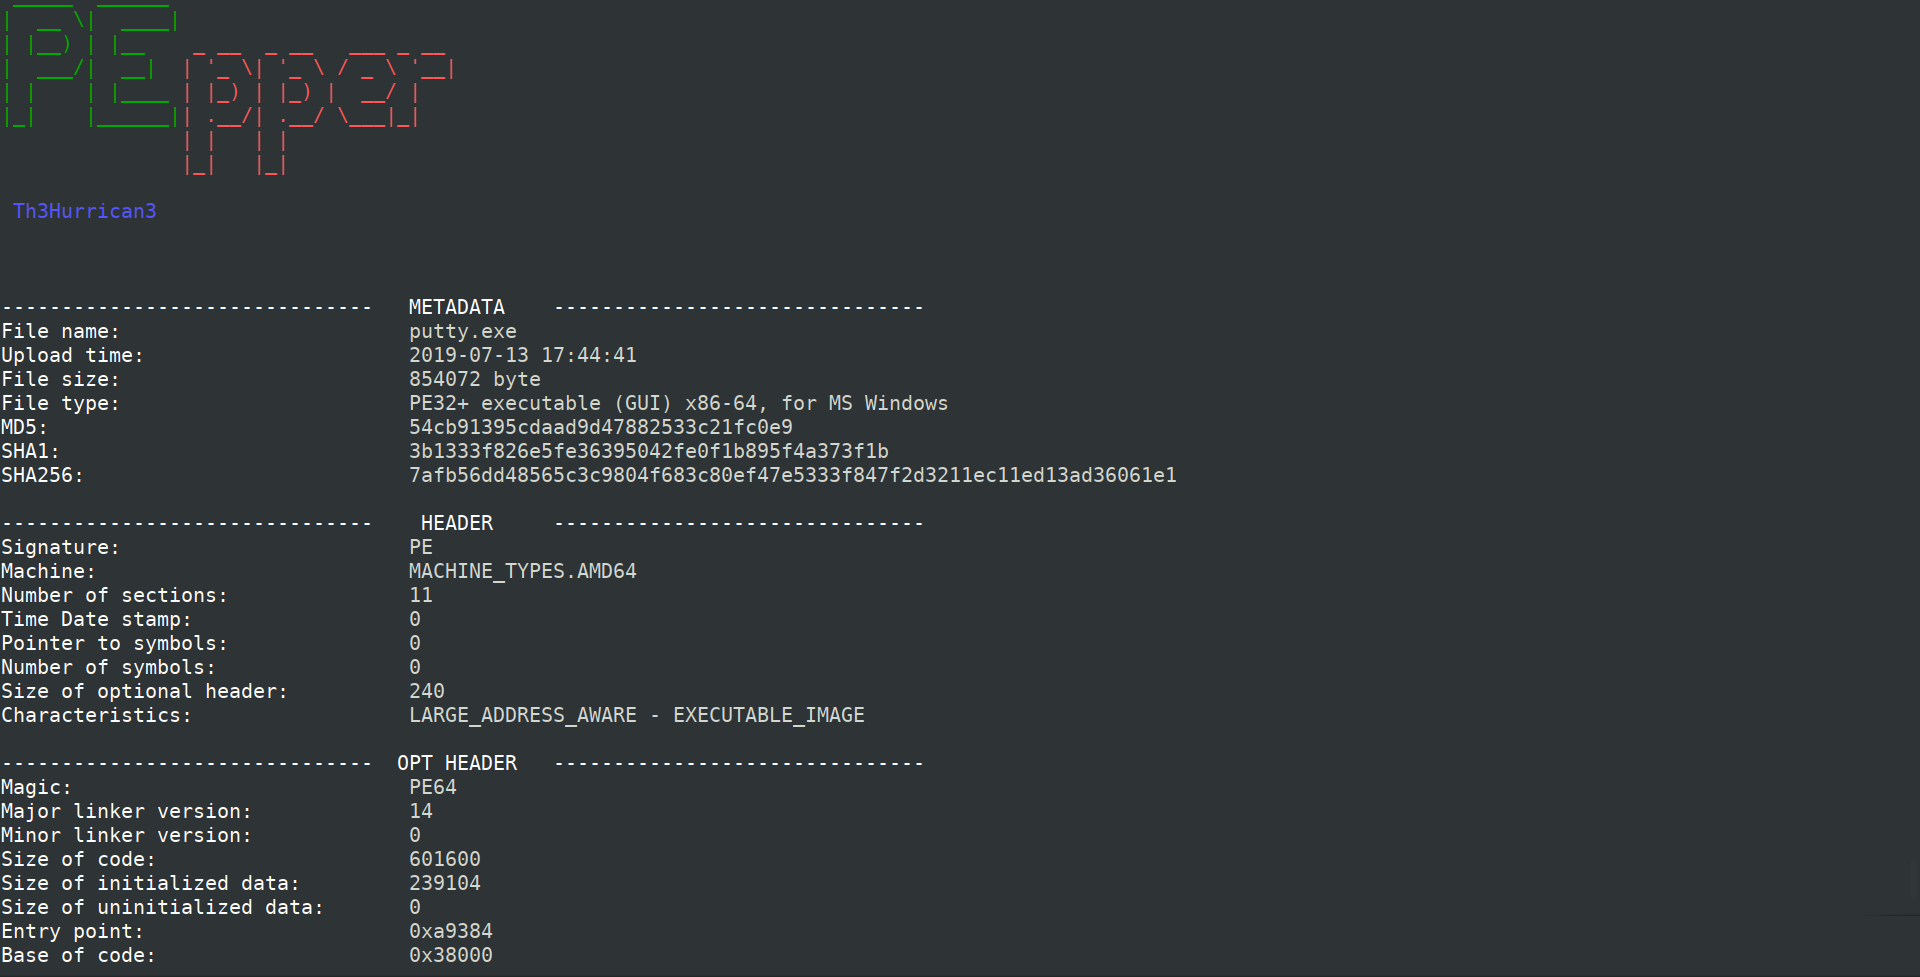 PEpper
Th3Hurrican3
------------------------------- METADATA -------------------------------
File name: putty.exe
Upload time: 2019-07-13 17:44:41
File size: 854072 byte
File type: PE32+ executable (GUI) x86-64, for MS Windows
MD5: 54cb91395cdaad9d47882533c21fc0e9
SHA1: 3b1333f826e5fe36395042fe0f1b895f4a373f1b
SHA256: 7afb56dd48565c3c9804f683c80ef47e5333f847f2d3211ec11ed13ad36061e1
------------------------------- HEADER -------------------------------
Signature: PE
Machine: MACHINE_TYPES.AMD64
Number of sections: 11
Time Date stamp: 0
Pointer to symbols: 0
Number of symbols: 0
Size of optional header: 240
Characteristics: LARGE_ADDRESS_AWARE - EXECUTABLE_IMAGE
------------------------------- OPT HEADER -------------------------------
Magic: PE64
Major linker version: 14
Minor linker version: 0
Size of code: 601600
Size of initialized data: 239104
Size of uninitialized data: 0
Entry point: 0xa9384
Base of code: 0x38000